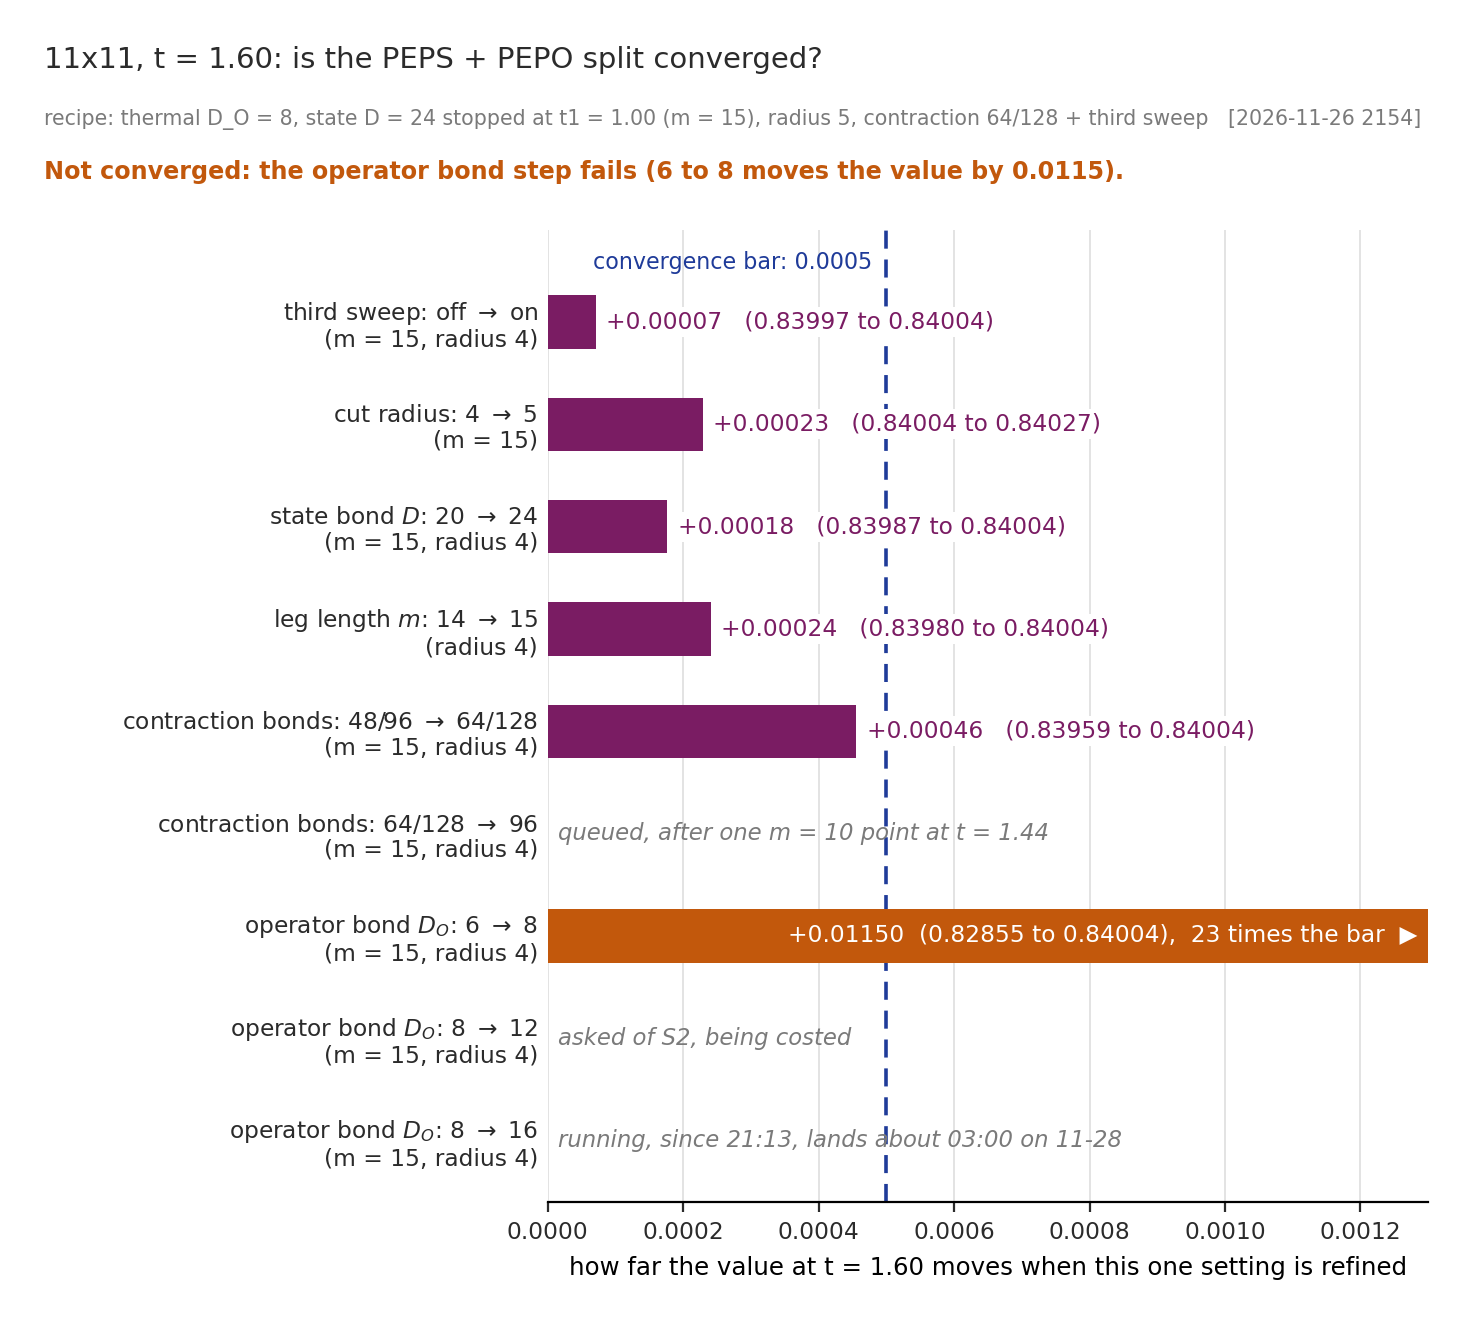 11x11, t = 1.60: is the PEPS + PEPO split converged?
recipe: thermal D_O = 8, state D = 24 stopped at t1 = 1.00 (m = 15), radius 5, contraction 64/128 + third sweep [2026-11-26 2154]
Not converged: the operator bond step fails (6 to 8 moves the value by 0.0115).
convergence bar: 0.0005
third sweep: off → on
(m = 15, radius 4)
+0.00007 (0.83997 to 0.84004)
cut radius: 4 → 5
(m = 15)
+0.00023 (0.84004 to 0.84027)
state bond D: 20 → 24
(m = 15, radius 4)
+0.00018 (0.83987 to 0.84004)
leg length m: 14 → 15
(radius 4)
+0.00024 (0.83980 to 0.84004)
contraction bonds: 48/96 → 64/128
(m = 15, radius 4)
+0.00046 (0.83959 to 0.84004)
contraction bonds: 64/128 → 96
(m = 15, radius 4)
queued, after one m = 10 point at t = 1.44
operator bond D_O: 6 → 8
(m = 15, radius 4)
+0.01150 (0.82855 to 0.84004), 23 times the bar ▶
operator bond D_O: 8 → 12
(m = 15, radius 4)
asked of S2, being costed
operator bond D_O: 8 → 16
(m = 15, radius 4)
running, since 21:13, lands about 03:00 on 11-28
0.0000 0.0002 0.0004 0.0006 0.0008 0.0010 0.0012
how far the value at t = 1.60 moves when this one setting is refined